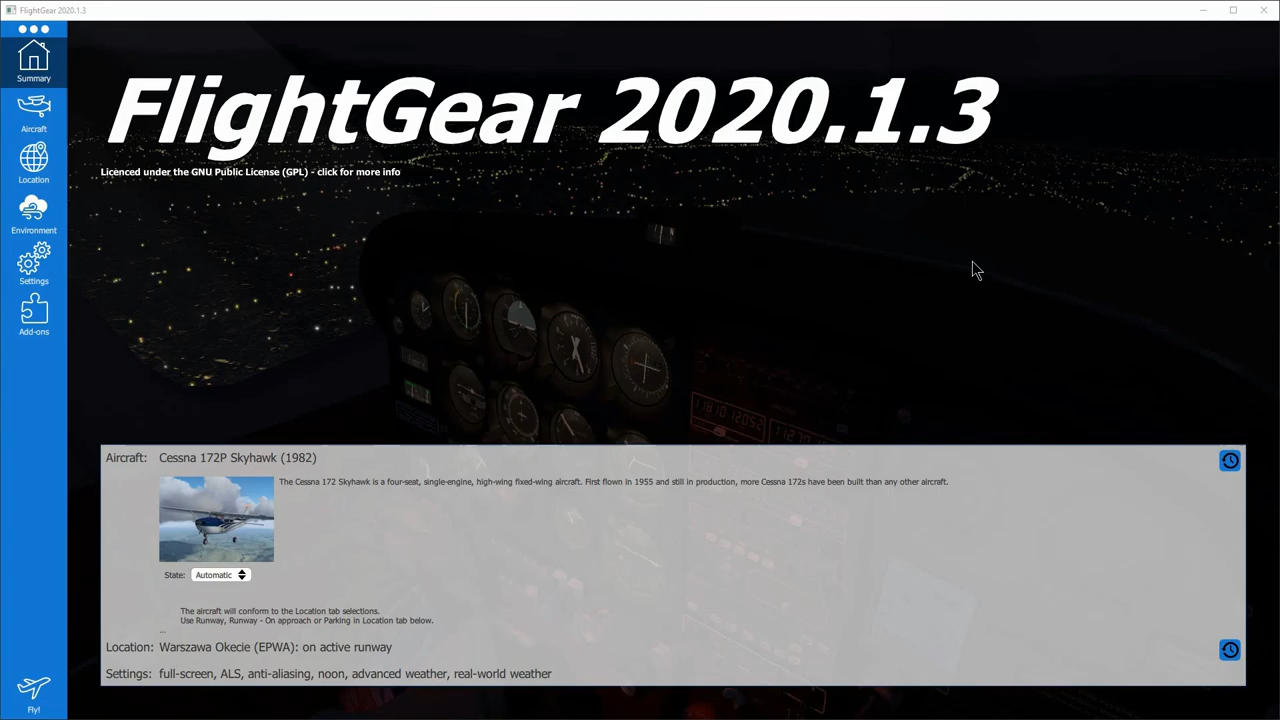 FlightGear 2020.1.3
Summary
Aircraft
Location
Environment
Settings
Add-ons
Fly!
FlightGear 2020.1.3
Licenced under the GNU Public License (GPL) - click for more info
Aircraft: Cessna 172P Skyhawk (1982)
The Cessna 172 Skyhawk is a four-seat, single-engine, high-wing fixed-wing aircraft. First flown in 1955 and still in production, more Cessna 172s have been built than any other aircraft.
State: Automatic
The aircraft will conform to the Location tab selections.
Use Runway, Runway - On approach or Parking in Location tab below.
...
Location: Warszawa Okecie (EPWA): on active runway
Settings: full-screen, ALS, anti-aliasing, noon, advanced weather, real-world weather